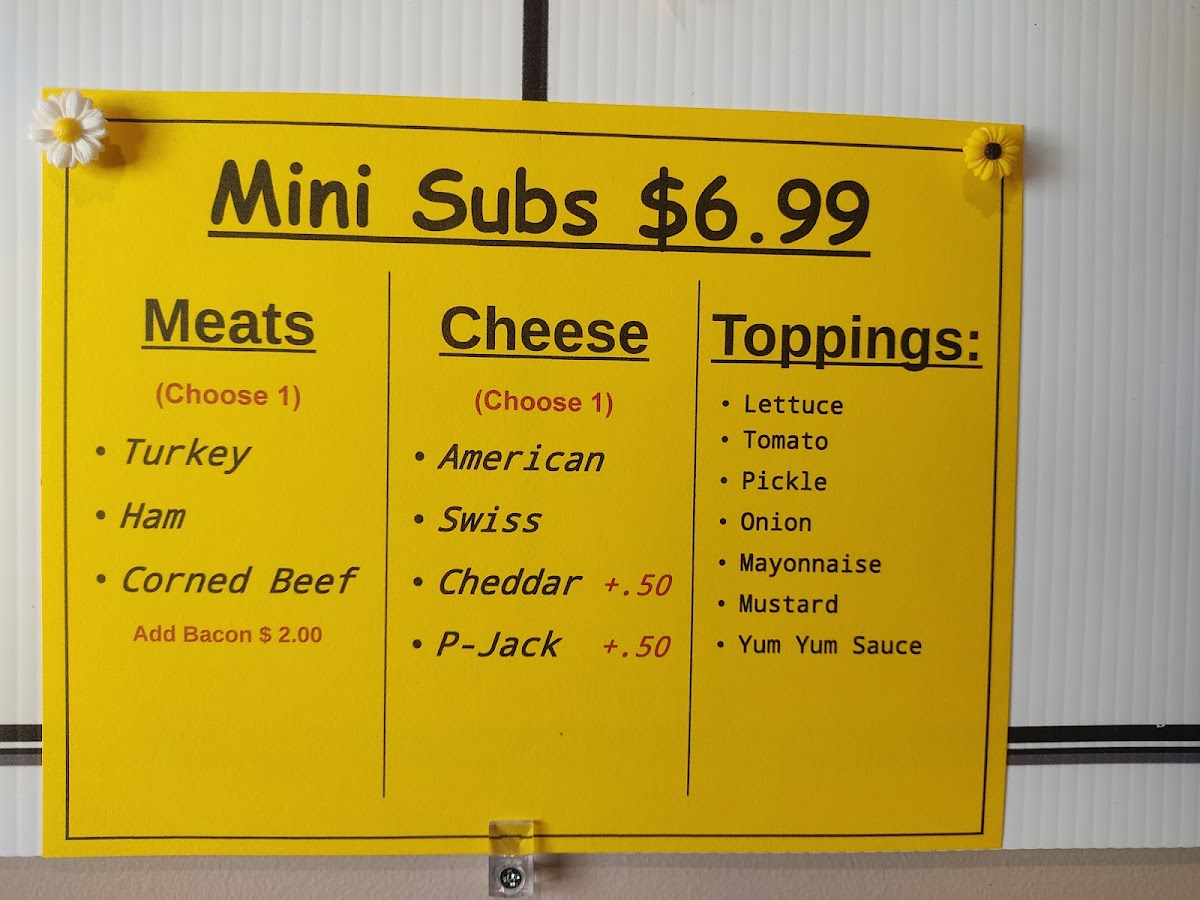 Mini Subs $6.99
Meats
(Choose 1)
• Turkey
• Ham
• Corned Beef
Add Bacon $ 2.00
Cheese
(Choose 1)
• American
• Swiss
• Cheddar +.50
• P-Jack +.50
Toppings:
• Lettuce
• Tomato
• Pickle
• Onion
• Mayonnaise
• Mustard
• Yum Yum Sauce